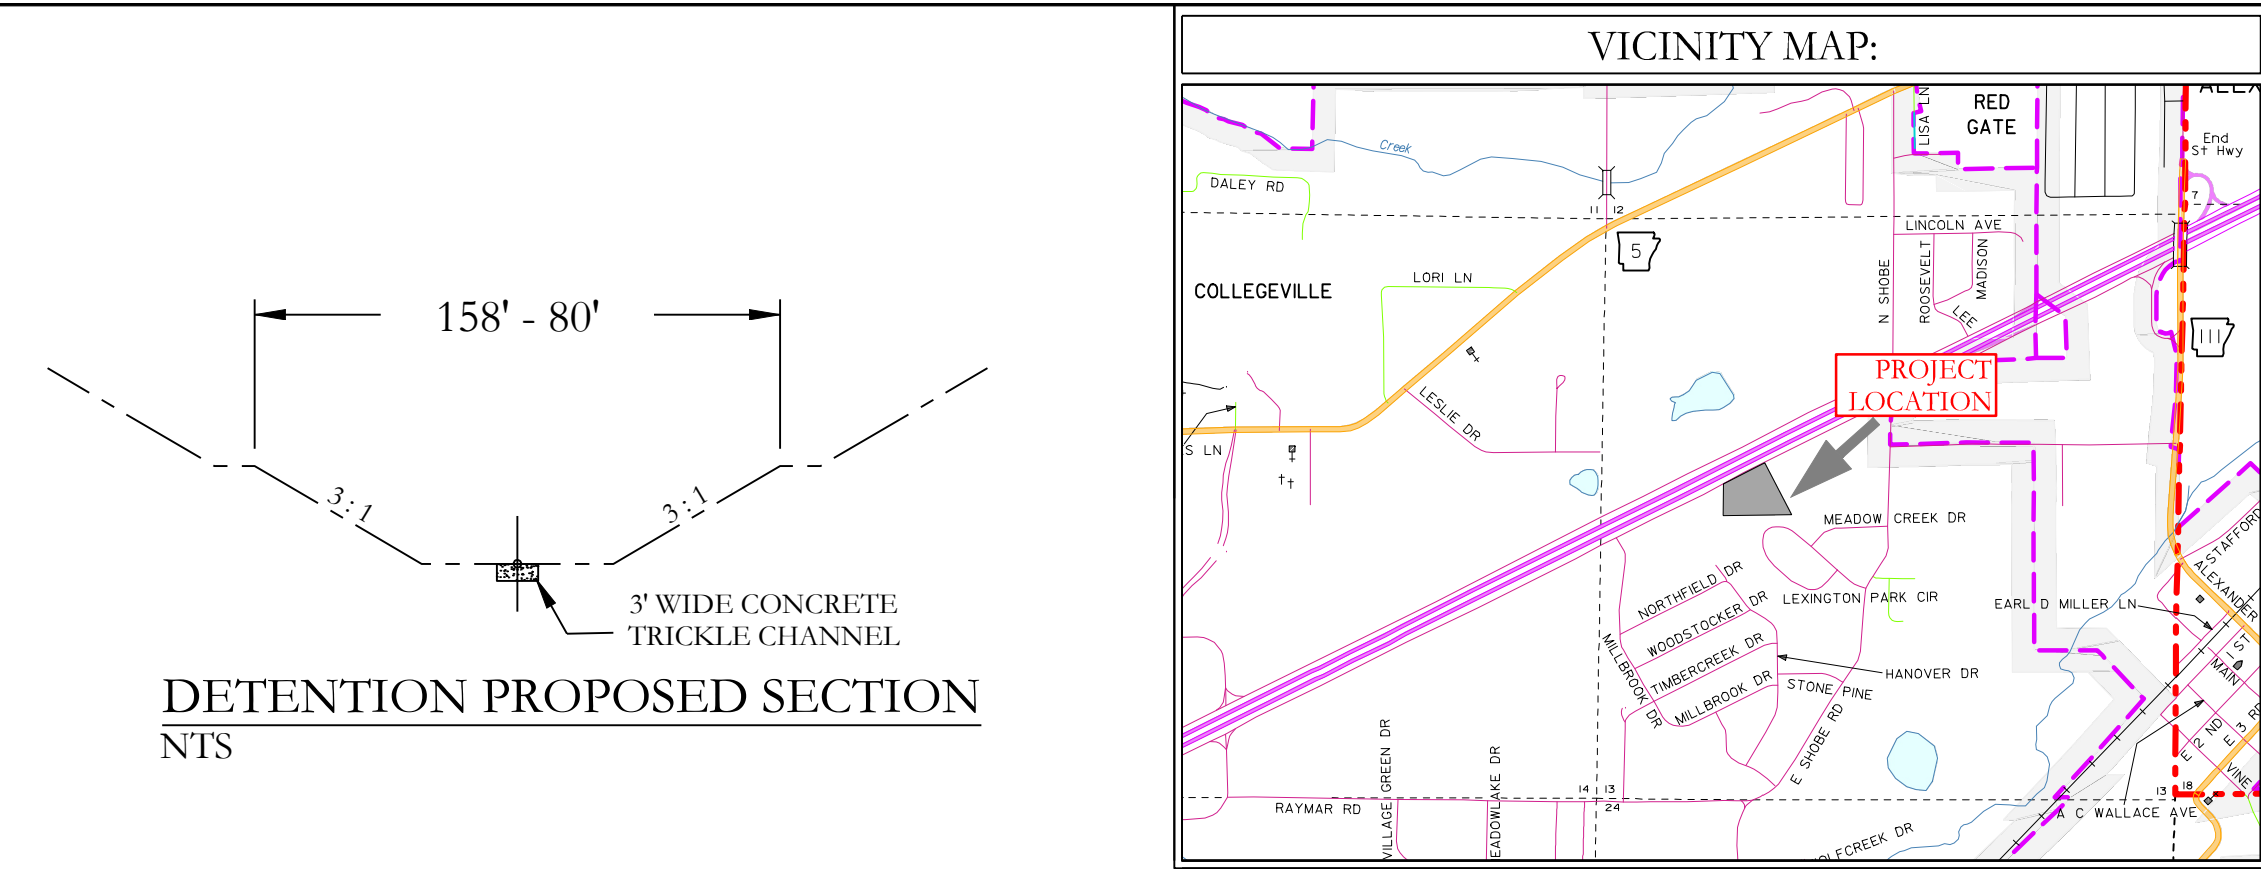 158' - 80'
3:1
3:1
3' WIDE CONCRETE
TRICKLE CHANNEL
DETENTION PROPOSED SECTION
NTS
VICINITY MAP:
RED
GATE
LISA LN
End
St Hwy
Creek
DALEY RD
7
11
12
5
LINCOLN AVE
COLLEGEVILLE
LORI LN
N SHOBE
ROOSEVELT
MADISON
LEE
111
PROJECT
LOCATION
LESLIE DR
S LN
MEADOW CREEK DR
STAFFORD
ALEXANDER
NORTHFIELD DR
LEXINGTON PARK CIR
EARL D MILLER LN
WOODSTOCKER DR
MILLBROOK DR
TIMBERCREEK DR
HANOVER DR
MILLBROOK DR
STONE PINE
MAIN
ST
E SHOBE RD
E 2 ND
E 3 RD
VINE
VILLAGE GREEN DR
EADOWLAKE DR
14
13
24
13
18
RAYMAR RD
A C WALLACE AVE
OLFCREEK DR